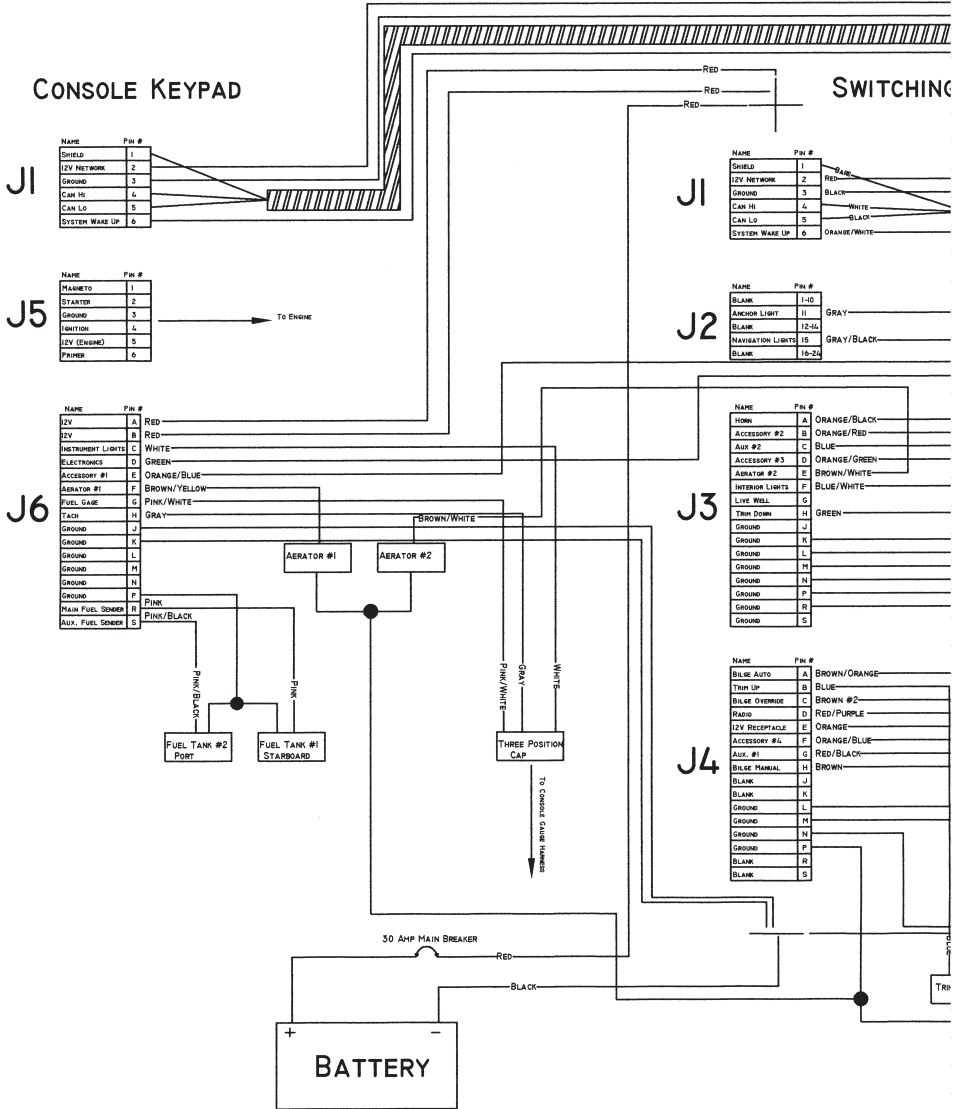 CONSOLE KEYPAD
J1
NAME PIN #
SHIELD 1
12V NETWORK 2
GROUND 3
CAN HI 4
CAN LO 5
SYSTEM WAKE UP 6
J5
NAME PIN #
MAGNETO 1
STARTER 2
GROUND 3
IGNITION 4
12V (ENGINE) 5
PRIMER 6
TO ENGINE
J6
NAME PIN #
12V A RED
12V B RED
INSTRUMENT LIGHTS C WHITE
ELECTRONICS D GREEN
ACCESSORY #1 E ORANGE/BLUE
AERATOR #1 F BROWN/YELLOW
FUEL GAGE G PINK/WHITE
TACH H GRAY
GROUND J
GROUND K
GROUND L
GROUND M
GROUND N
GROUND P
MAIN FUEL SENDER R PINK
AUX. FUEL SENDER S PINK/BLACK
RED
RED
RED
BROWN/WHITE
AERATOR #1
AERATOR #2
PINK/BLACK
PINK
PINK/WHITE
GRAY
WHITE
FUEL TANK #2
PORT
FUEL TANK #1
STARBOARD
THREE POSITION
CAP
TO CONSOLE GAUGE HARNESS
30 AMP MAIN BREAKER
RED
BLACK
+ −
BATTERY
SWITCHING
J1
NAME PIN #
SHIELD 1 BARE
12V NETWORK 2 RED
GROUND 3 BLACK
CAN HI 4 WHITE
CAN LO 5 BLACK
SYSTEM WAKE UP 6 ORANGE/WHITE
J2
NAME PIN #
BLANK 1-10
ANCHOR LIGHT 11 GRAY
BLANK 12-14
NAVIGATION LIGHTS 15 GRAY/BLACK
BLANK 16-24
J3
NAME PIN #
HORN A ORANGE/BLACK
ACCESSORY #2 B ORANGE/RED
AUX #2 C BLUE
ACCESSORY #3 D ORANGE/GREEN
AERATOR #2 E BROWN/WHITE
INTERIOR LIGHTS F BLUE/WHITE
LIVE WELL G
TRIM DOWN H GREEN
GROUND J
GROUND K
GROUND L
GROUND M
GROUND N
GROUND P
GROUND R
GROUND S
J4
NAME PIN #
BILGE AUTO A BROWN/ORANGE
TRIM UP B BLUE
BILGE OVERRIDE C BROWN #2
RADIO D RED/PURPLE
12V RECEPTACLE E ORANGE
ACCESSORY #4 F ORANGE/BLUE
AUX. #1 G RED/BLACK
BILGE MANUAL H BROWN
BLANK J
BLANK K
GROUND L
GROUND M
GROUND N
GROUND P
BLANK R
BLANK S